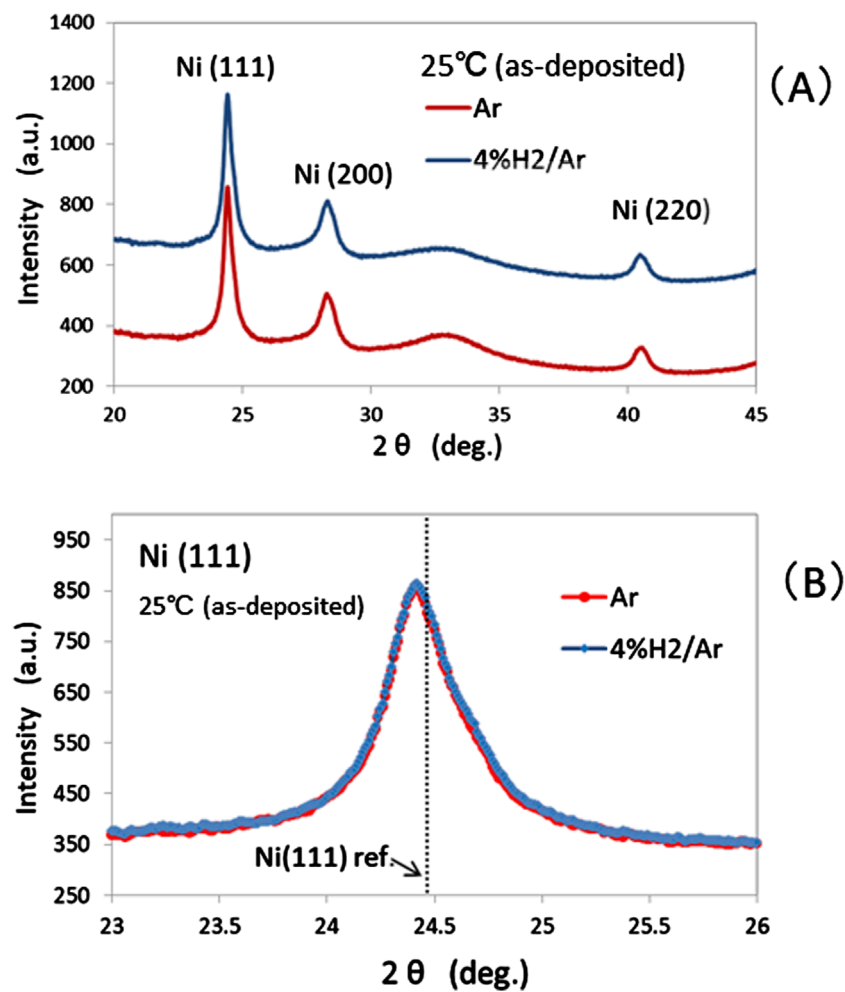 1400
1200
1000
800
600
400
200
Intensity (a.u.)
Ni (111)
25℃ (as-deposited)
Ar
4%H2/Ar
Ni (200)
Ni (220)
(A)
20 25 30 35 40 45
2 θ (deg.)
950
850
750
650
550
450
350
250
Intensity (a.u.)
Ni (111)
25℃ (as-deposited)
Ar
4%H2/Ar
(B)
Ni(111) ref.
23 23.5 24 24.5 25 25.5 26
2 θ (deg.)